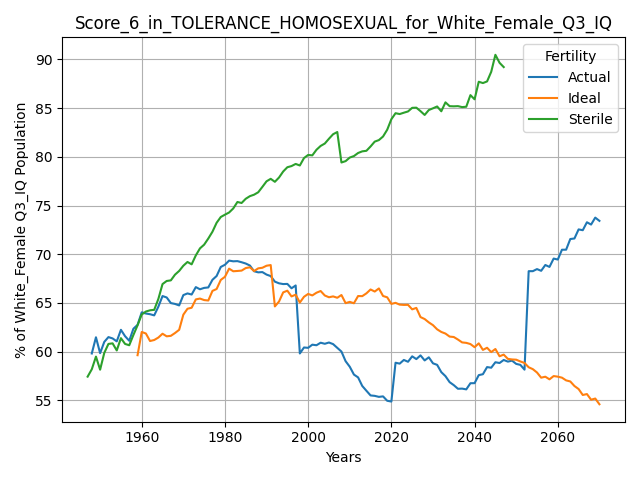 Score_6_in_TOLERANCE_HOMOSEXUAL_for_White_Female_Q3_IQ
% of White_Female Q3_IQ Population
90
85
80
75
70
65
60
55
Fertility
Actual
Ideal
Sterile
1960
1980
2000
2020
2040
2060
Years